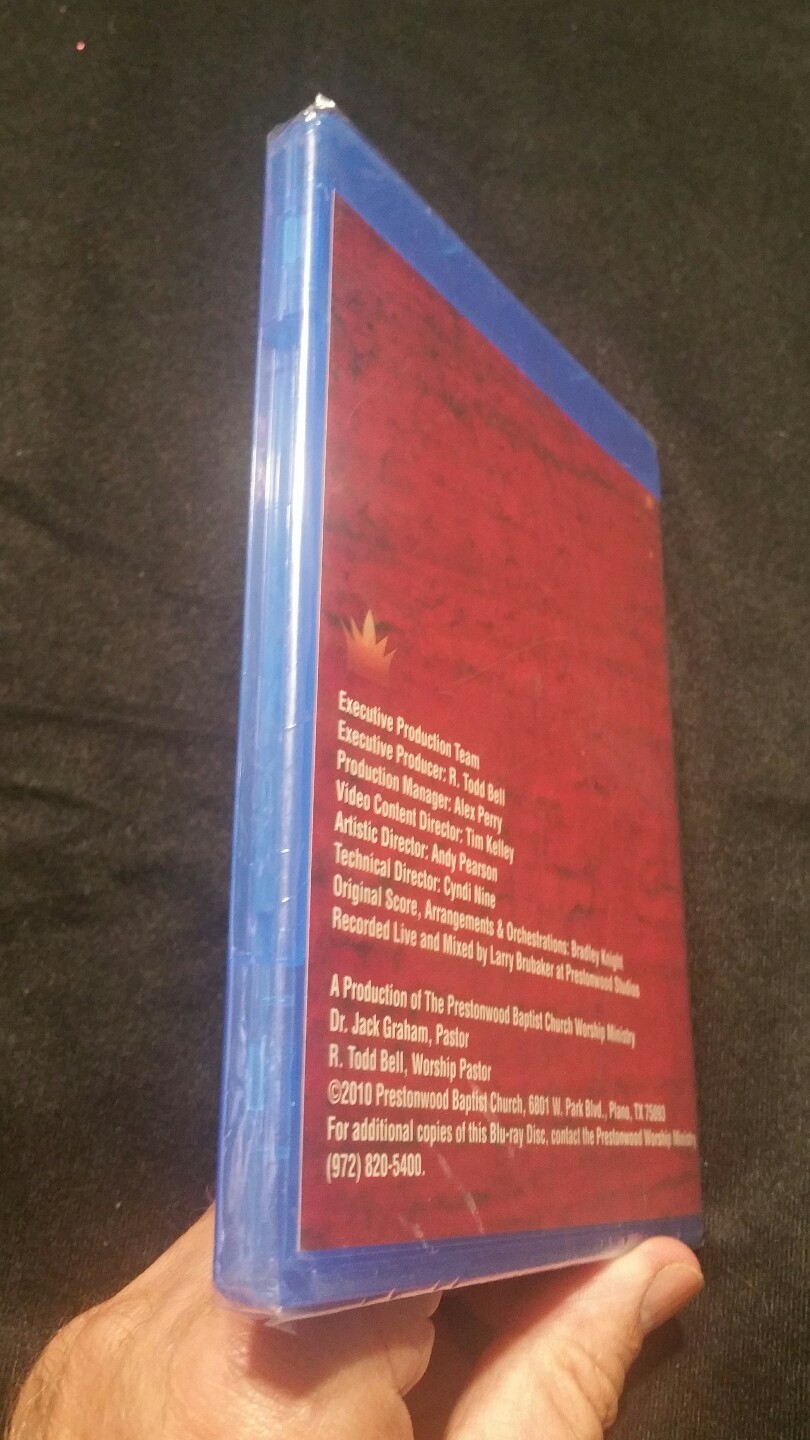 Executive Production Team
Executive Producer: R. Todd Bell
Production Manager: Alex Perry
Video Content Director: Tim Kelley
Artistic Director: Andy Pearson
Technical Director: Cyndi Nine
Original Score, Arrangements & Orchestrations: Bradley Knight
Recorded Live and Mixed by Larry Brubaker at Prestonwood Studios
A Production of The Prestonwood Baptist Church Worship Ministry
Dr. Jack Graham, Pastor
R. Todd Bell, Worship Pastor
©2010 Prestonwood Baptist Church, 6801 W. Park Blvd., Plano, TX 75093
For additional copies of this Blu-ray Disc, contact the Prestonwood Worship Ministry
(972) 820-5400.